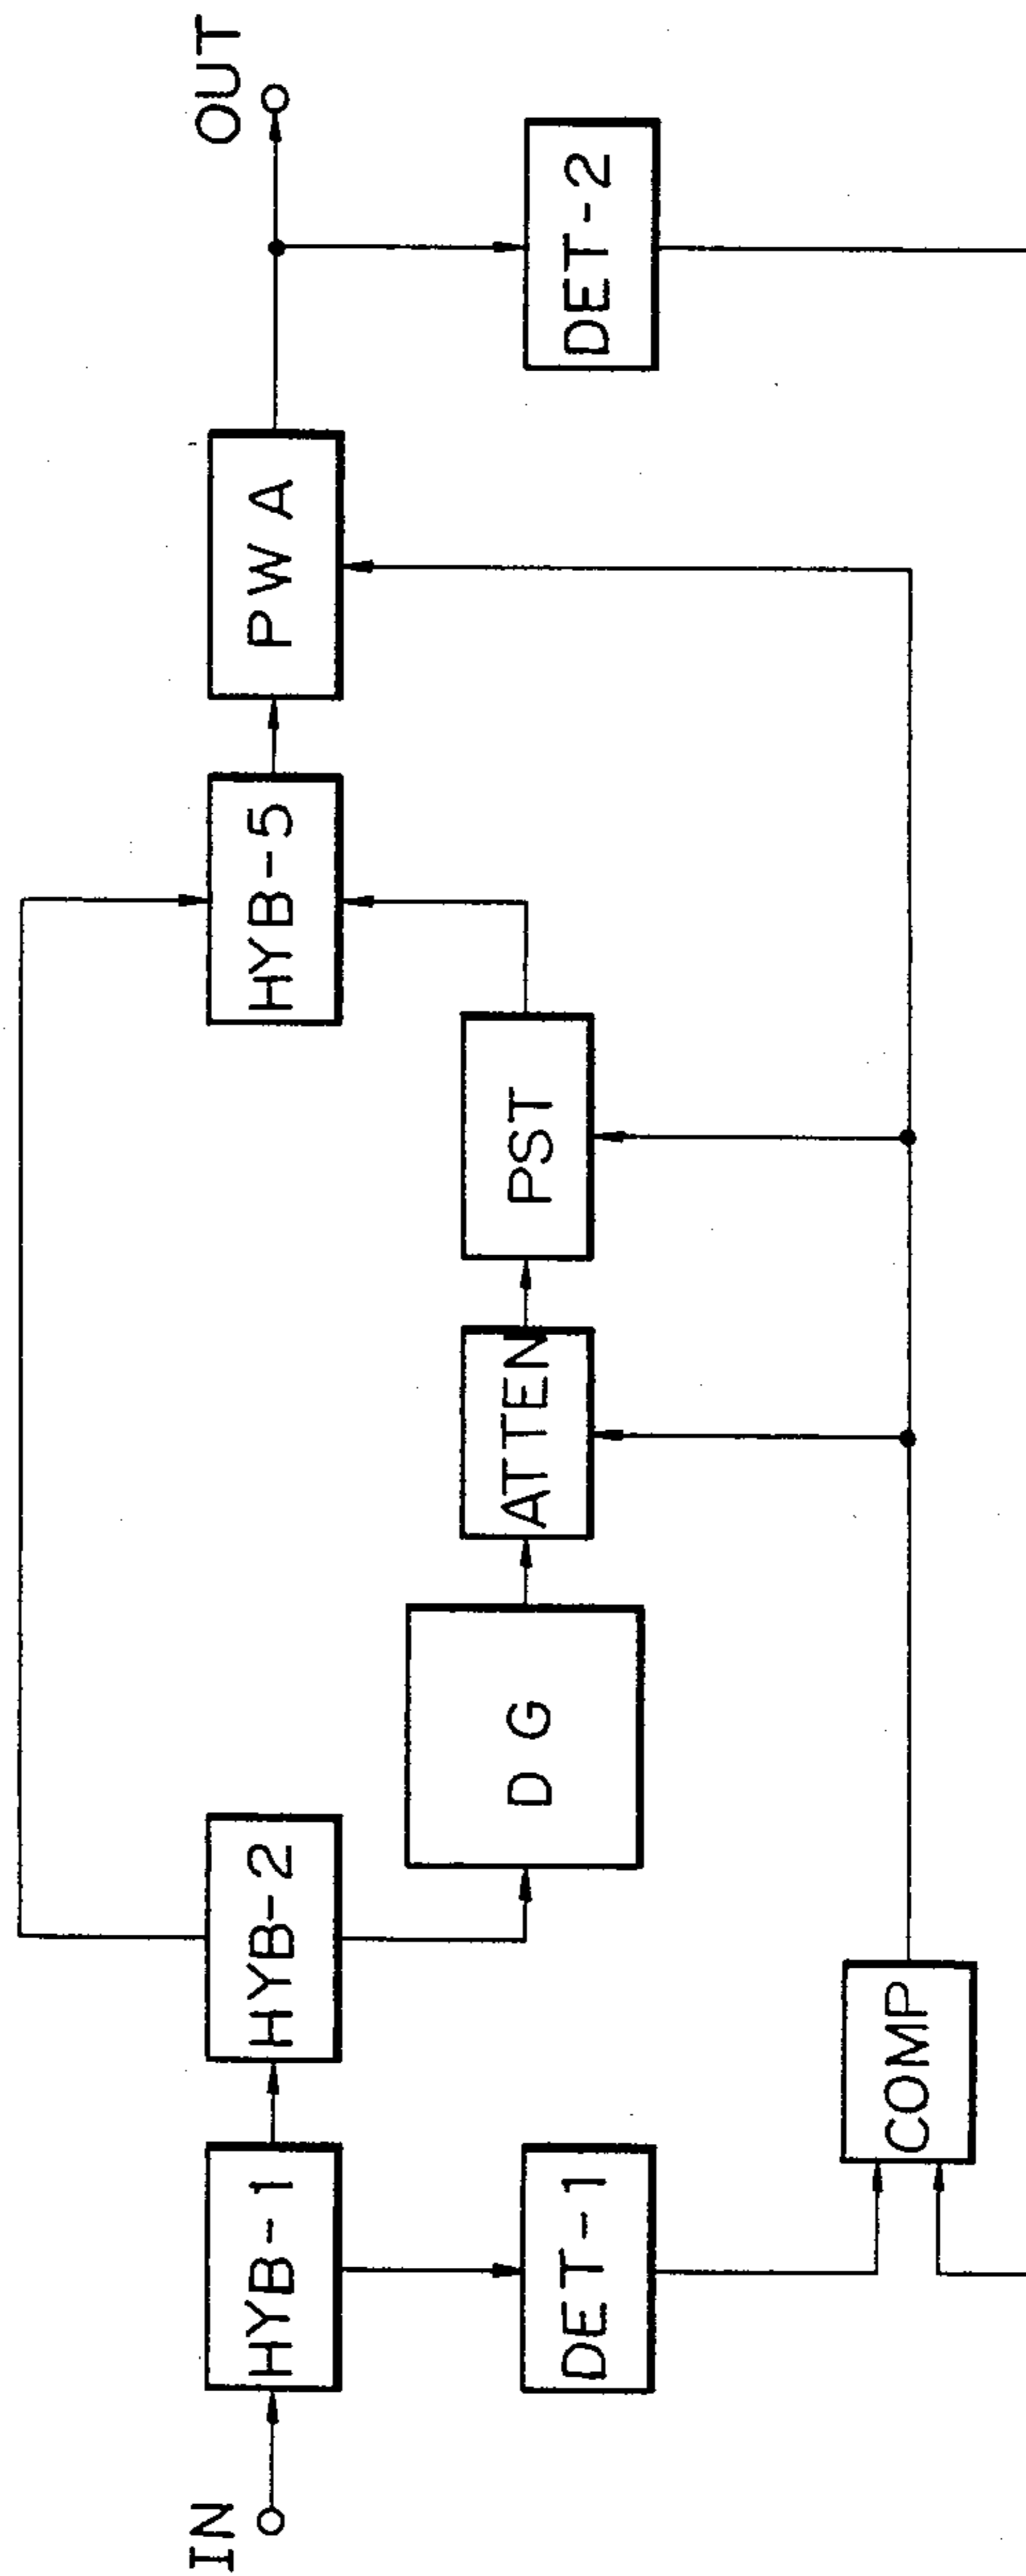 IN
HYB-1
HYB-2
HYB-5
PWA
OUT
DET-1
DG
ATTEN
PST
DET-2
COMP